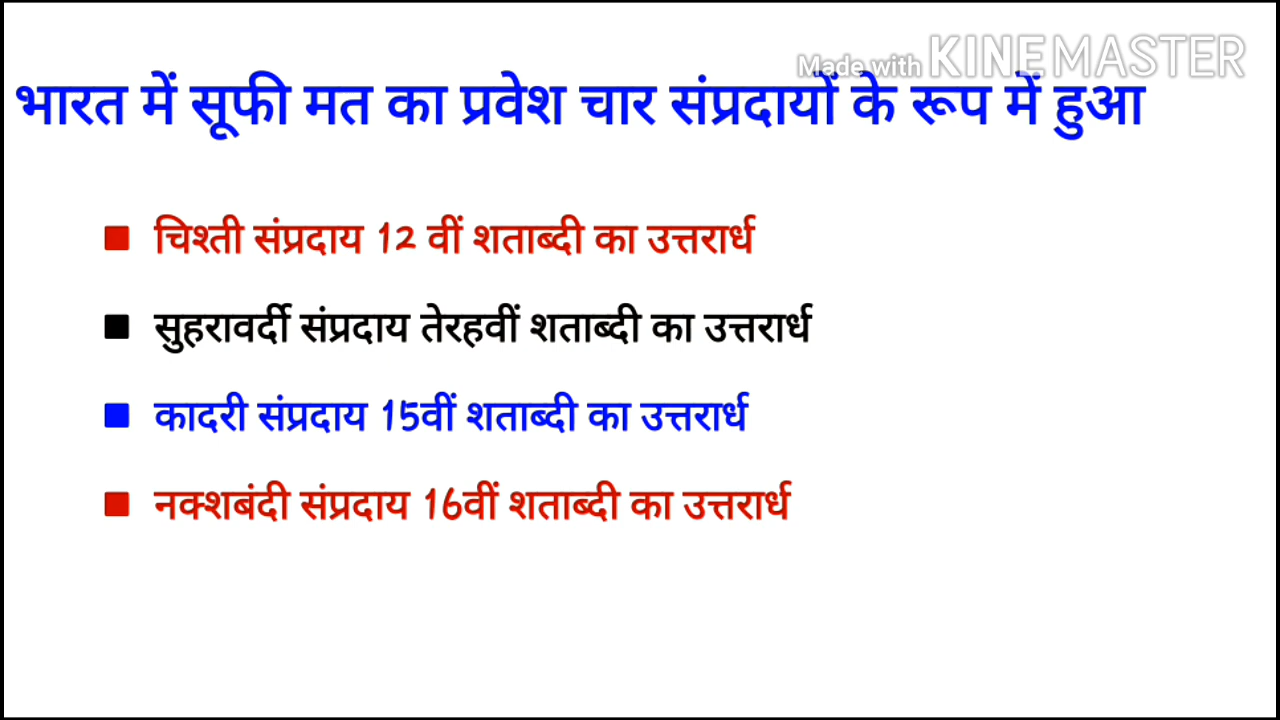 Made with KINEMASTER
भारत में सूफी मत का प्रवेश चार संप्रदायों के रूप में हुआ
चिश्ती संप्रदाय 12 वीं शताब्दी का उत्तरार्ध
सुहरावर्दी संप्रदाय तेरहवीं शताब्दी का उत्तरार्ध
कादरी संप्रदाय 15वीं शताब्दी का उत्तरार्ध
नक्शबंदी संप्रदाय 16वीं शताब्दी का उत्तरार्ध